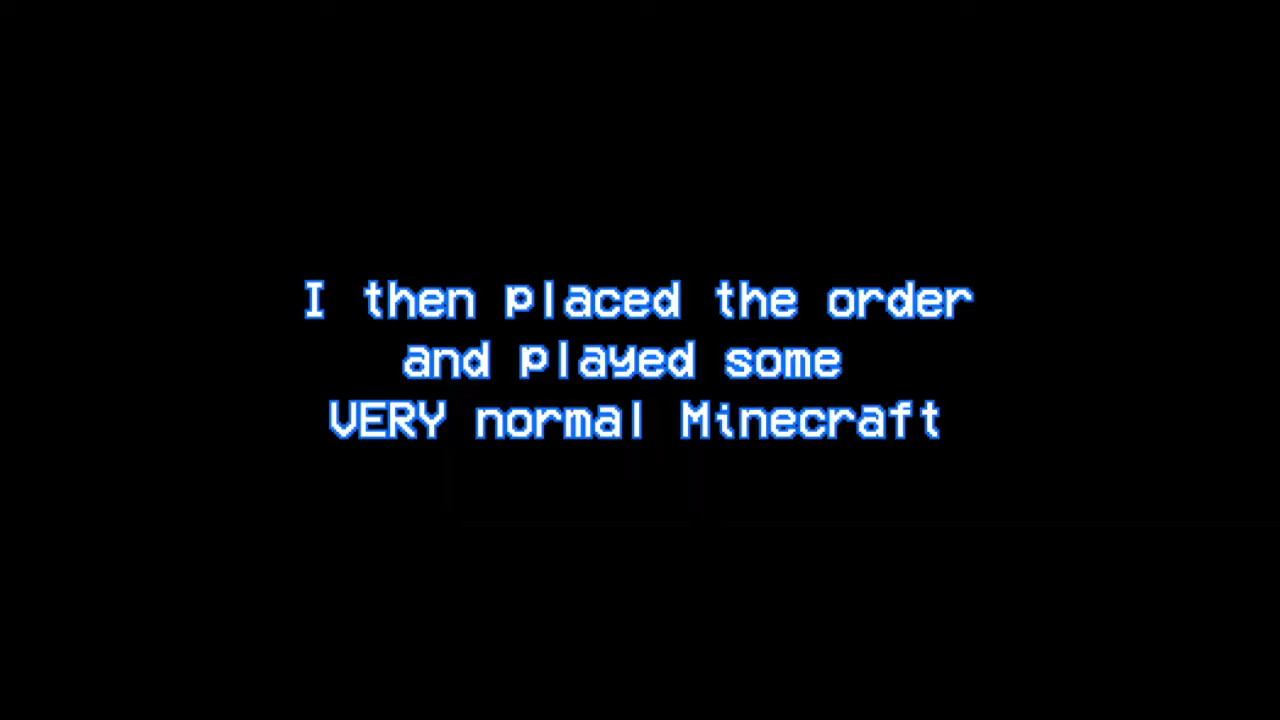 I then placed the order
and played some
VERY normal Minecraft